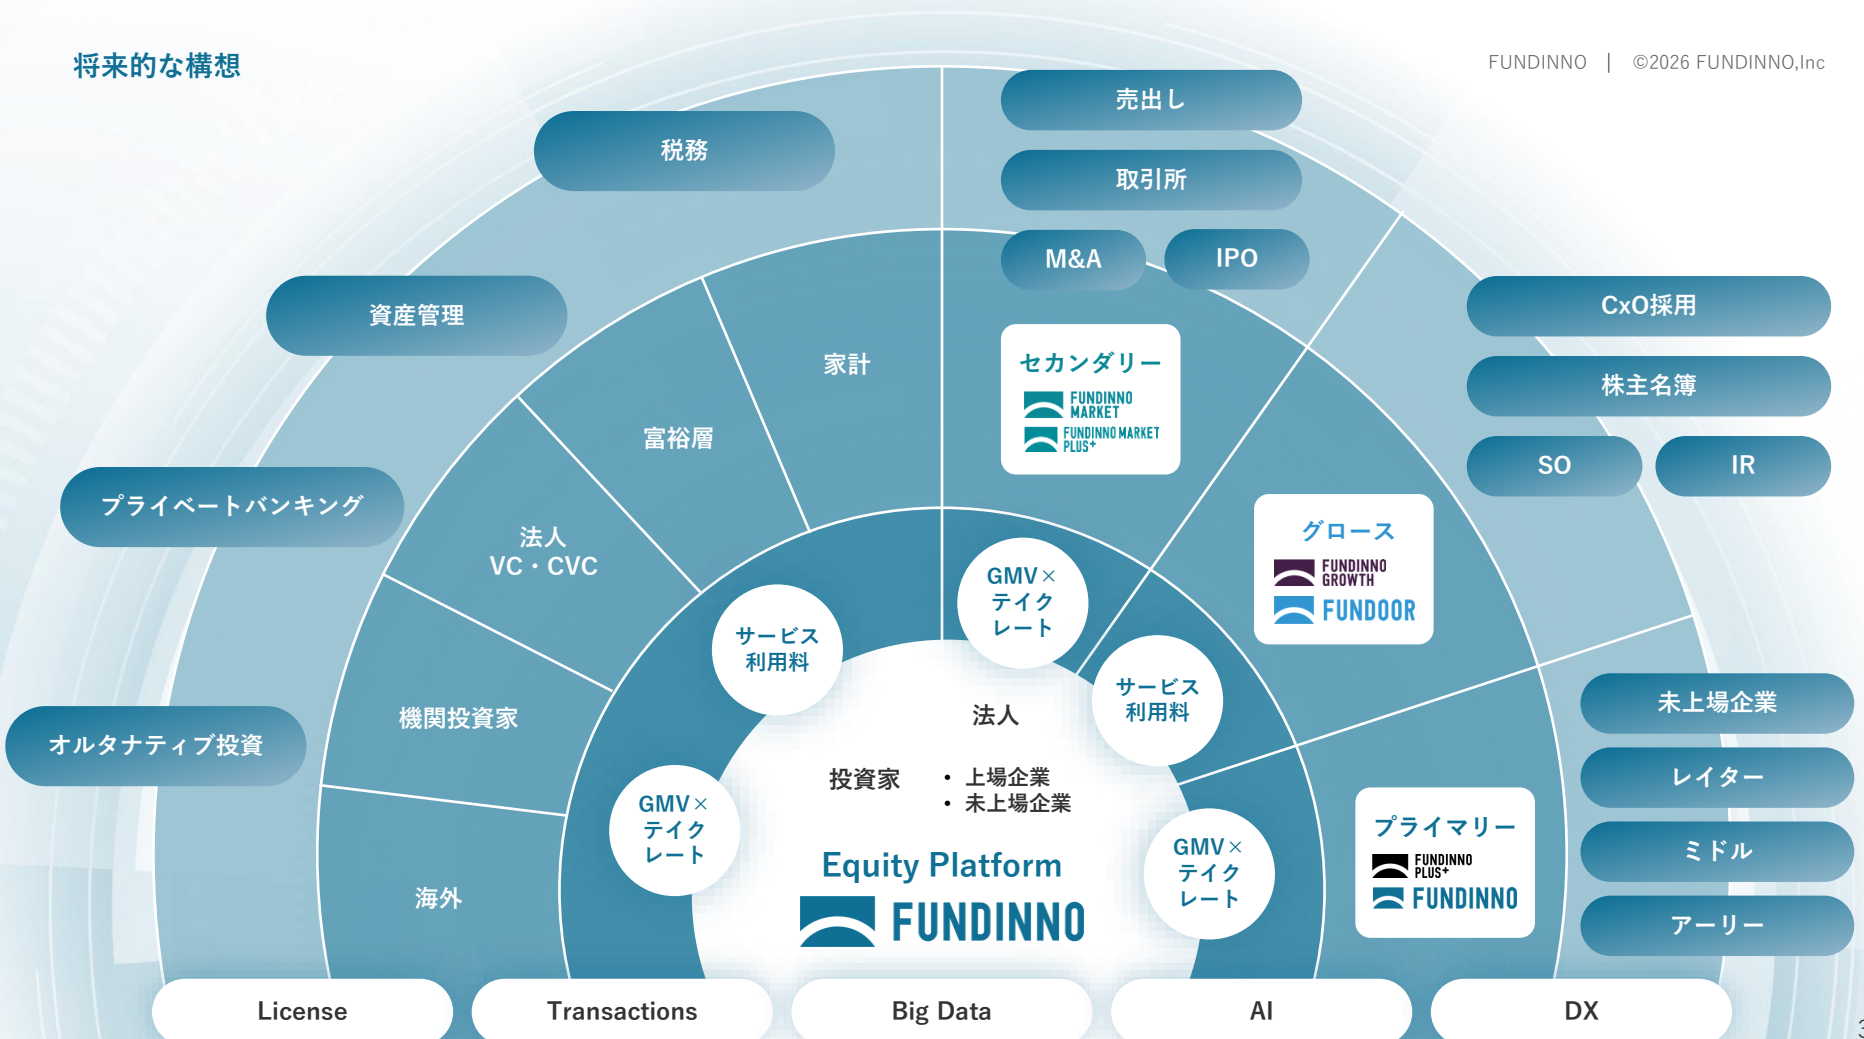 将来的な構想
FUNDINNO | ©2026 FUNDINNO,Inc
税務
資産管理
プライベートバンキング
オルタナティブ投資
売出し
取引所
M&A
IPO
CxO採用
株主名簿
SO
IR
未上場企業
レイター
ミドル
アーリー
家計
富裕層
法人
VC・CVC
機関投資家
海外
セカンダリー
FUNDINNO
MARKET
FUNDINNO MARKET
PLUS+
グロース
FUNDINNO
GROWTH
FUNDOOR
プライマリー
FUNDINNO
PLUS+
FUNDINNO
サービス
利用料
GMV×
テイク
レート
GMV×
テイク
レート
サービス
利用料
GMV×
テイク
レート
法人
投資家
• 上場企業
• 未上場企業
Equity Platform
FUNDINNO
License
Transactions
Big Data
AI
DX